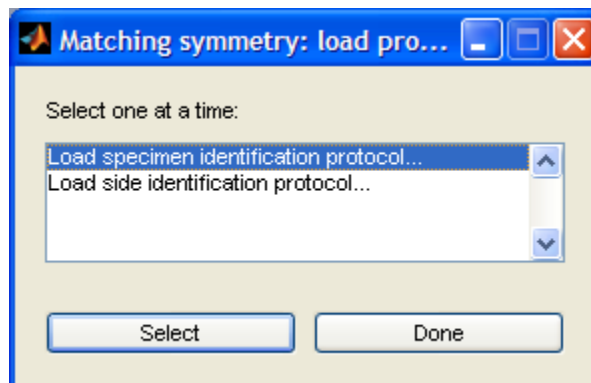 Matching symmetry: load pro...
Select one at a time:
Load specimen identification protocol...
Load side identification protocol...
Select
Done